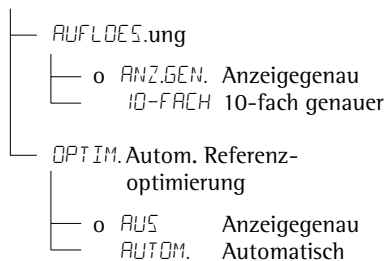 AUFLOES.ung
o ANZ.GEN. Anzeigegenau
10-FACH 10-fach genauer
OPTIM. Autom. Referenz-
optimierung
o AUS Anzeigegenau
AUTOM. Automatisch